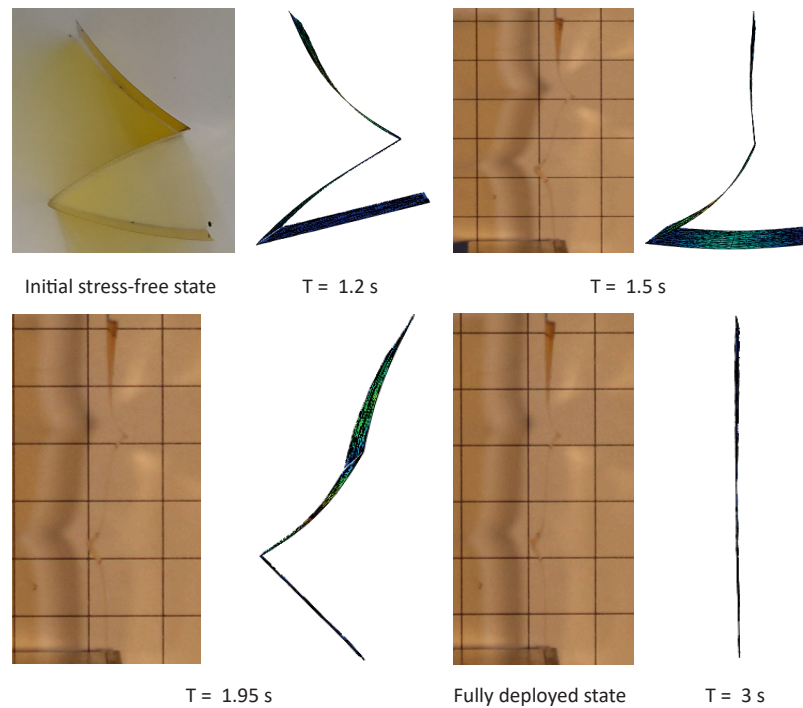 Initial stress-free state
T = 1.2 s
T = 1.5 s
T = 1.95 s
Fully deployed state
T = 3 s